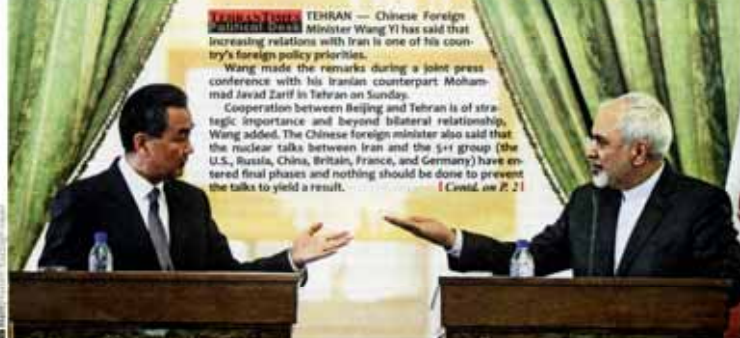 TEHRAN TIMES TEHRAN — Chinese Foreign
Political Desk Minister Wang Yi has said that
increasing relations with Iran is one of his coun-
try's foreign policy priorities.
Wang made the remarks during a joint press
conference with his Iranian counterpart Moham-
mad Javad Zarif in Tehran on Sunday.
Cooperation between Beijing and Tehran is of stra-
tegic importance and beyond bilateral relationship,
Wang added. The Chinese foreign minister also said that
the nuclear talks between Iran and the 5+1 group (the
U.S., Russia, China, Britain, France, and Germany) have en-
tered final phases and nothing should be done to prevent
the talks to yield a result. [Contd. on P. 2]